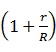 (1 + r/R)